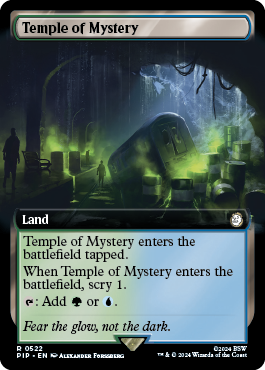 Temple of Mystery
Land
Temple of Mystery enters the
battlefield tapped.
When Temple of Mystery enters the
battlefield, scry 1.
: Add or .
Fear the glow, not the dark.
R 0522
PIP • EN ALEXANDER FORSSBERG
©2024 BSW
™ & © 2024 Wizards of the Coast